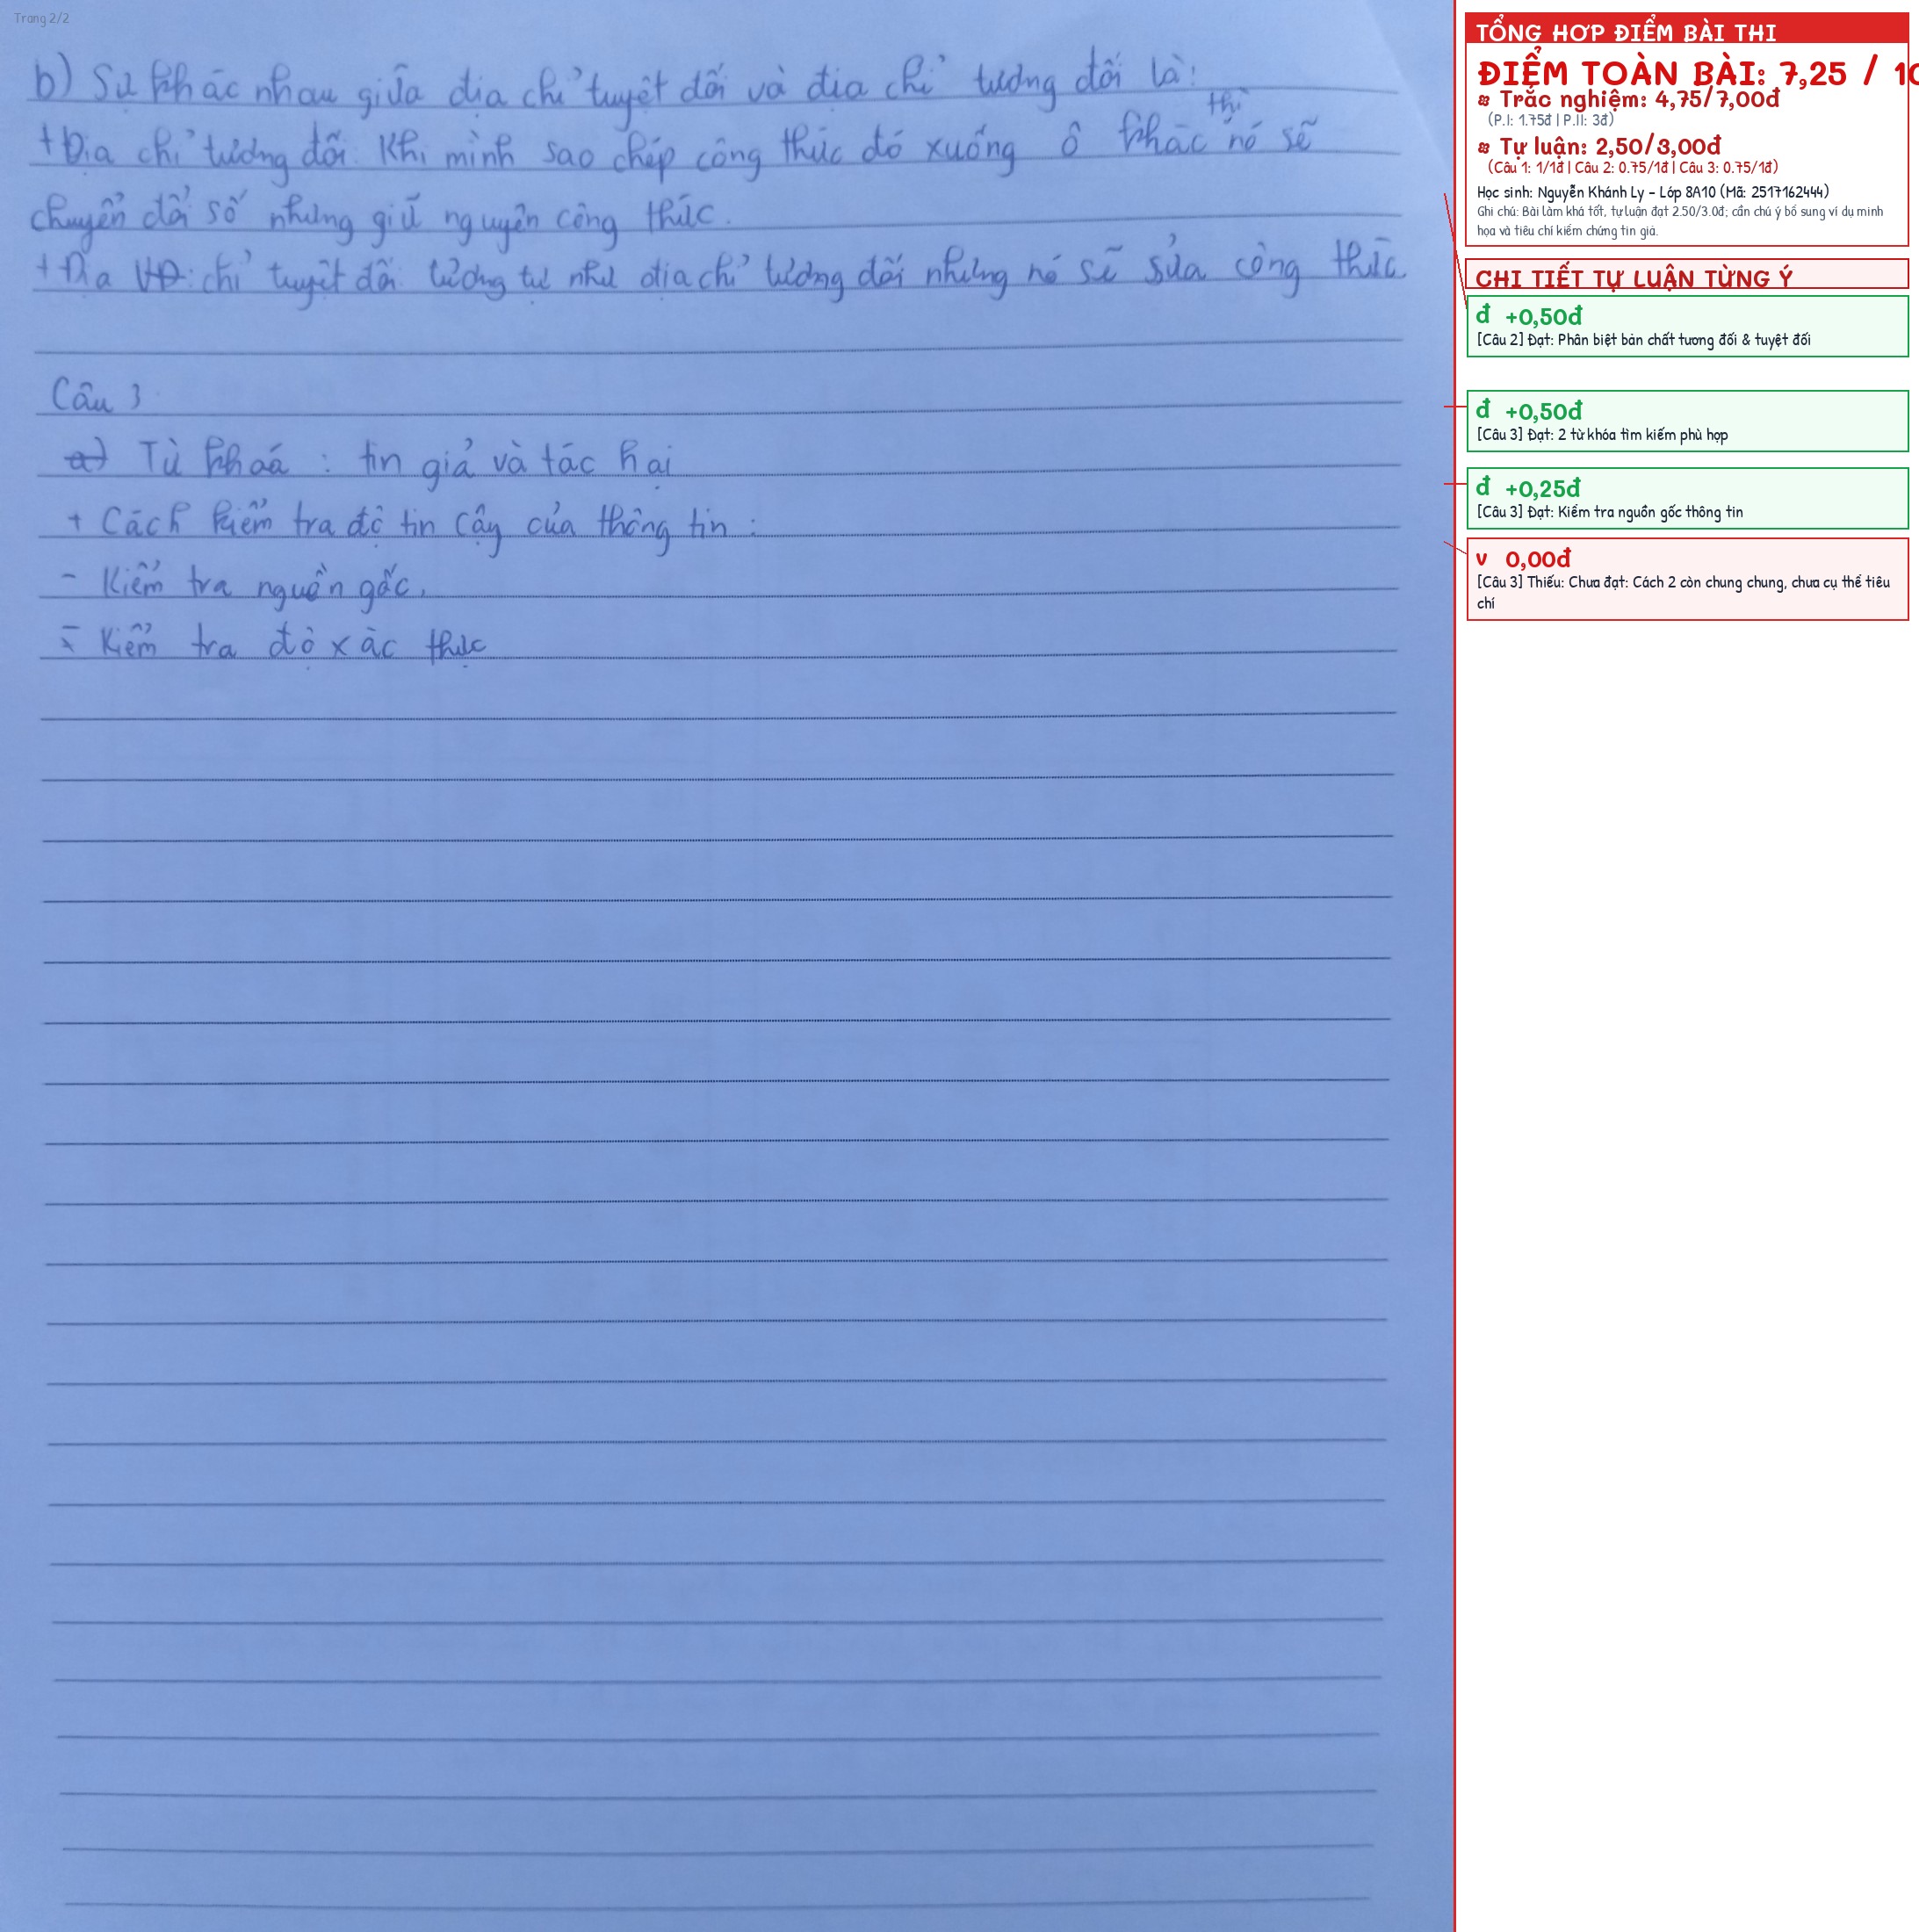 Trang 2/2
b) Sự khác nhau giữa địa chỉ tuyệt đối và địa chỉ tương đối là:
+ Địa chỉ tương đối: Khi mình sao chép công thức đó xuống ô khác thì nó sẽ
chuyển đổi số nhưng giữ nguyên công thức.
+ Địa chỉ tuyệt đối: tương tự như địa chỉ tương đối nhưng nó sẽ sửa công thức
Câu 3
a) Từ khoá : tin giả và tác hại
+ Cách kiểm tra độ tin cậy của thông tin :
- Kiểm tra nguồn gốc.
- Kiểm tra độ xác thực
TỔNG HỢP ĐIỂM BÀI THI
ĐIỂM TOÀN BÀI: 7,25 / 10
Trắc nghiệm: 4,75/7,00đ
(P.I: 1.75đ | P.II: 3đ)
Tự luận: 2,50/3,00đ
(Câu 1: 1/1đ | Câu 2: 0.75/1đ | Câu 3: 0.75/1đ)
Học sinh: Nguyễn Khánh Ly - Lớp 8A10 (Mã: 2517162444)
Ghi chú: Bài làm khá tốt, tự luận đạt 2.50/3.0đ; cần chú ý bổ sung ví dụ minh
họa và tiêu chí kiểm chứng tin giả.
CHI TIẾT TỰ LUẬN TỪNG Ý
đ +0,50đ
[Câu 2] Đạt: Phân biệt bản chất tương đối & tuyệt đối
đ +0,50đ
[Câu 3] Đạt: 2 từ khóa tìm kiếm phù hợp
đ +0,25đ
[Câu 3] Đạt: Kiểm tra nguồn gốc thông tin
v 0,00đ
[Câu 3] Thiếu: Chưa đạt: Cách 2 còn chung chung, chưa cụ thể tiêu
chí